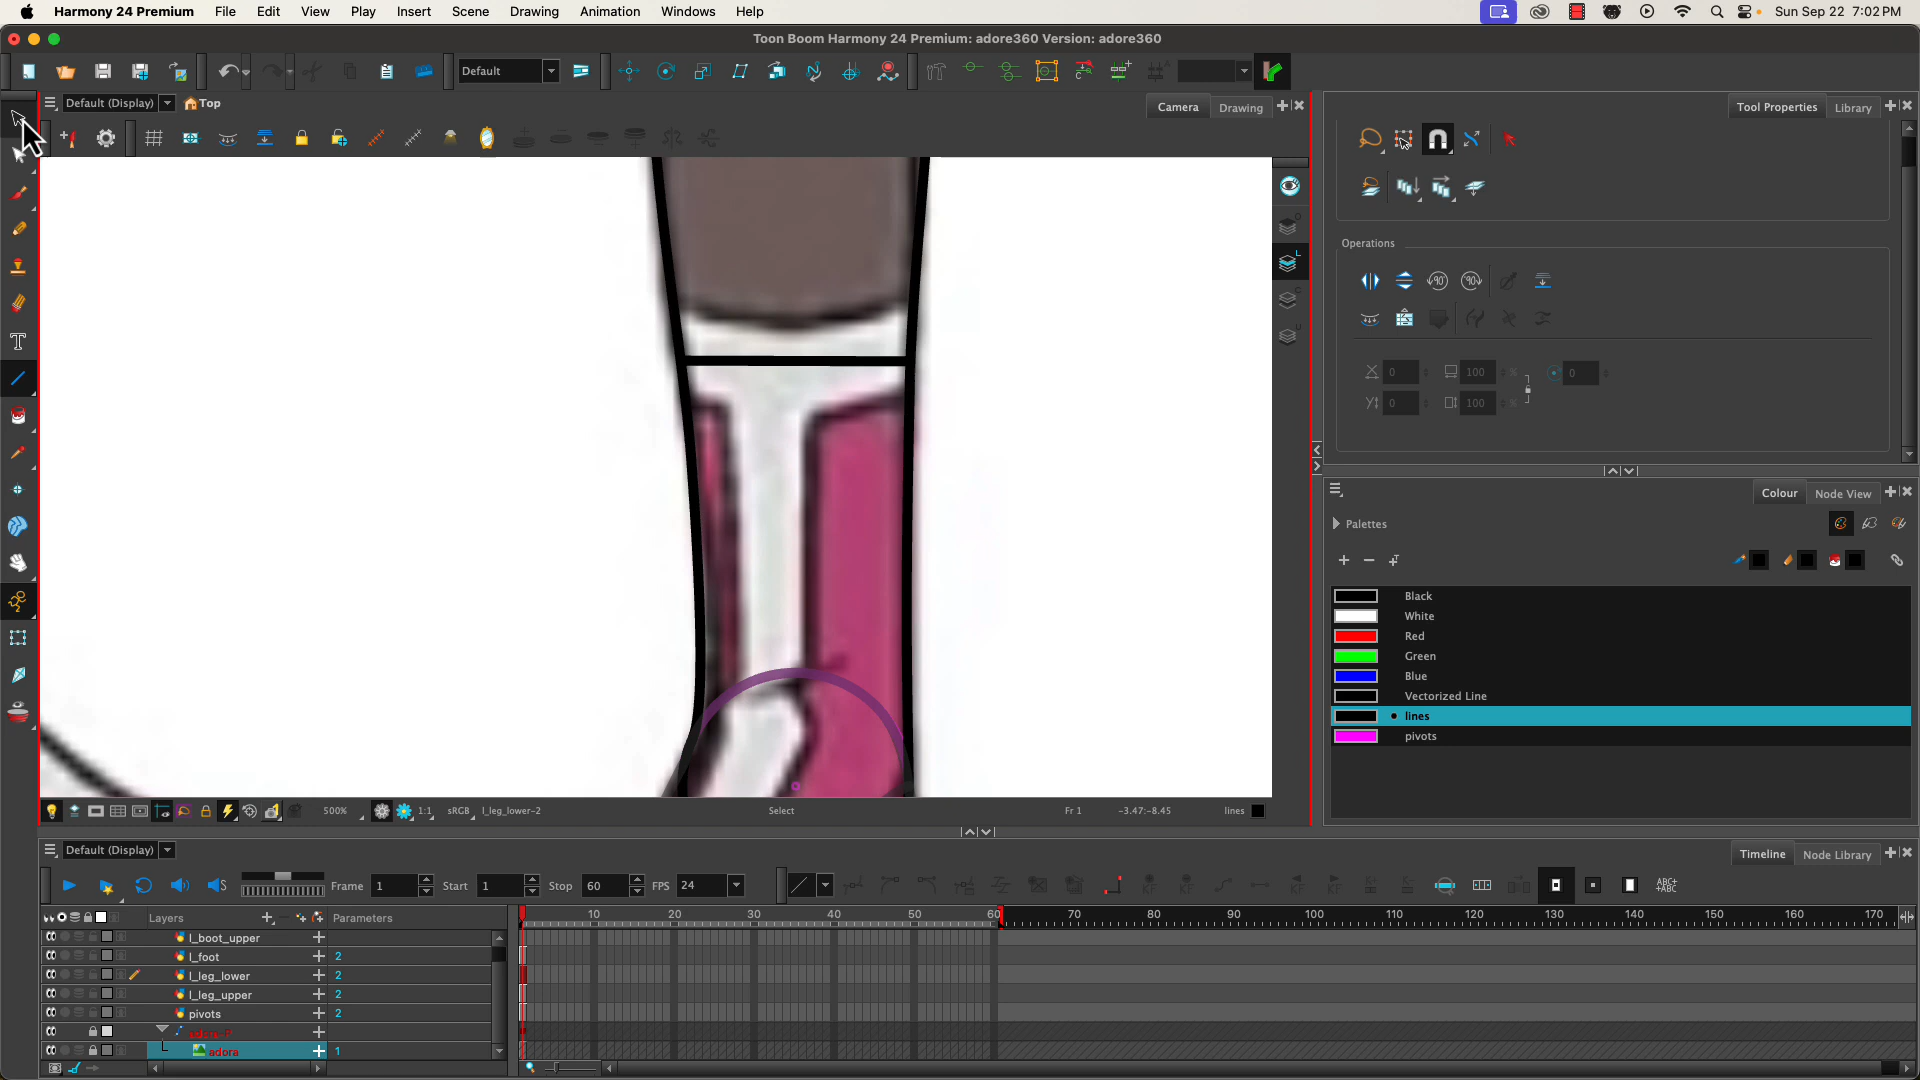 Harmony 24 Premium File Edit View Play Insert Scene Drawing Animation Windows Help Sun Sep 22 7:02 PM
Toon Boom Harmony 24 Premium: adore360 Version: adore360
Default
Default (Display) Top Camera Drawing Tool Properties Library
Operations
0 100 % 0
0 100 %
Colour Node View
Palettes
Black
White
Red
Green
Blue
Vectorized Line
lines
pivots
500% 1:1 sRGB l_leg_lower-2 Select Fr 1 -3.47:-8.45 lines
Default (Display) Timeline Node Library
Frame 1 Start 1 Stop 60 FPS 24
Layers Parameters 10 20 30 40 50 60 70 80 90 100 110 120 130 140 150 160 170
l_boot_upper
l_foot 2
l_leg_lower 2
l_leg_upper 2
pivots 2
adora 1